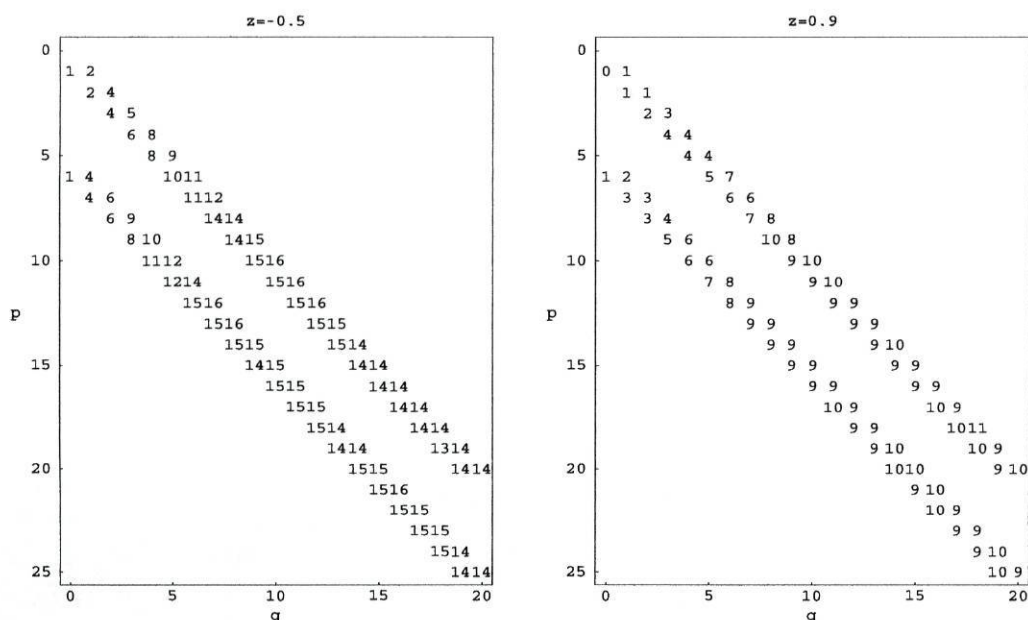 z=-0.5
0
1 2
2 4
4 5
6 8
5 8 9
1 4 1011
4 6 1112
6 9 1414
8 10 1415
10 1112 1516
1214 1516
1516 1516
p
1516 1515
1515 1514
15 1415 1414
1515 1414
1515 1414
1514 1414
1414 1314
20 1515 1414
1516
1515
1515
1514
25 1414
0 5 10 15 20
q
z=0.9
0
0 1
1 1
2 3
4 4
5 4 4
1 2 5 7
3 3 6 6
3 4 7 8
5 6 10 8
10 6 6 9 10
7 8 9 10
8 9 9 9
p
9 9 9 9
9 9 9 10
15 9 9 9 9
9 9 9 9
10 9 10 9
9 9 1011
9 10 10 9
20 1010 9 10
9 10
10 9
9 9
9 10
25 10 9
0 5 10 15 20
q